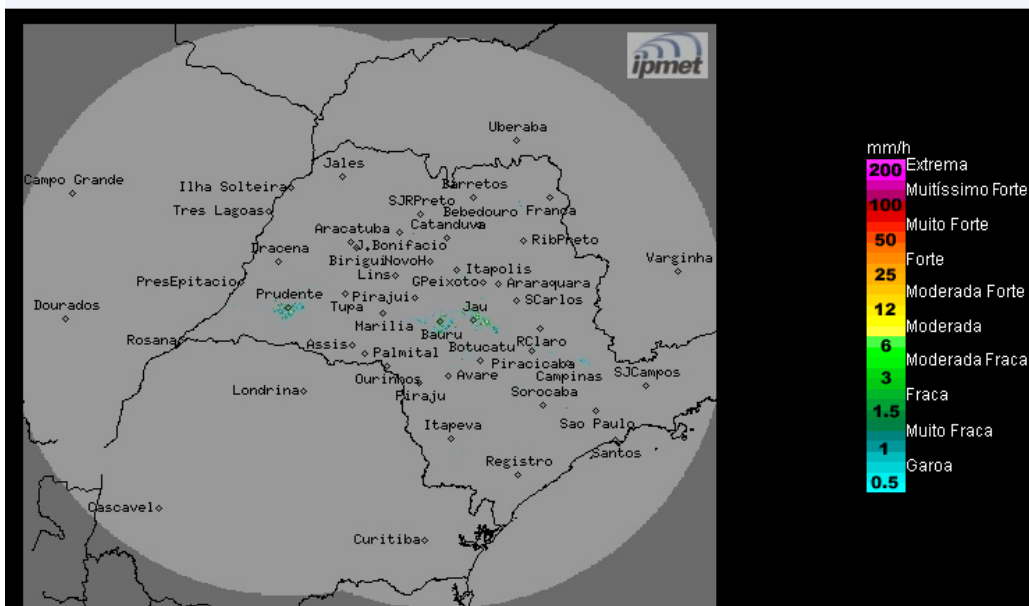 ipmet
Uberaba
Jales
Campo Grande
Ilha Solteira
Barretos
SJRPreto
Tres Lagoas
Bebedouro
Franca
Catanduva
Aracatuba
RibPreto
J.Bonifacio
Dracena
Birigui
NovoH
Varginha
Lins
Itapolis
PresEpitacio
GPeixoto
Araraquara
Prudente
Pirajui
SCarlos
Dourados
Tupa
Jau
Marilia
Bauru
Rosana
Assis
Botucatu
RClaro
Palmital
Piracicaba
Ourinhos
Avare
Campinas
SJCampos
Londrina
Piraju
Sorocaba
Itapeva
Sao Paulo
Santos
Registro
Cascavel
Curitiba
mm/h
200 Extrema
Muitíssimo Forte
100
Muito Forte
50
Forte
25
Moderada Forte
12
Moderada
6
Moderada Fraca
3
Fraca
1.5
Muito Fraca
1
Garoa
0.5